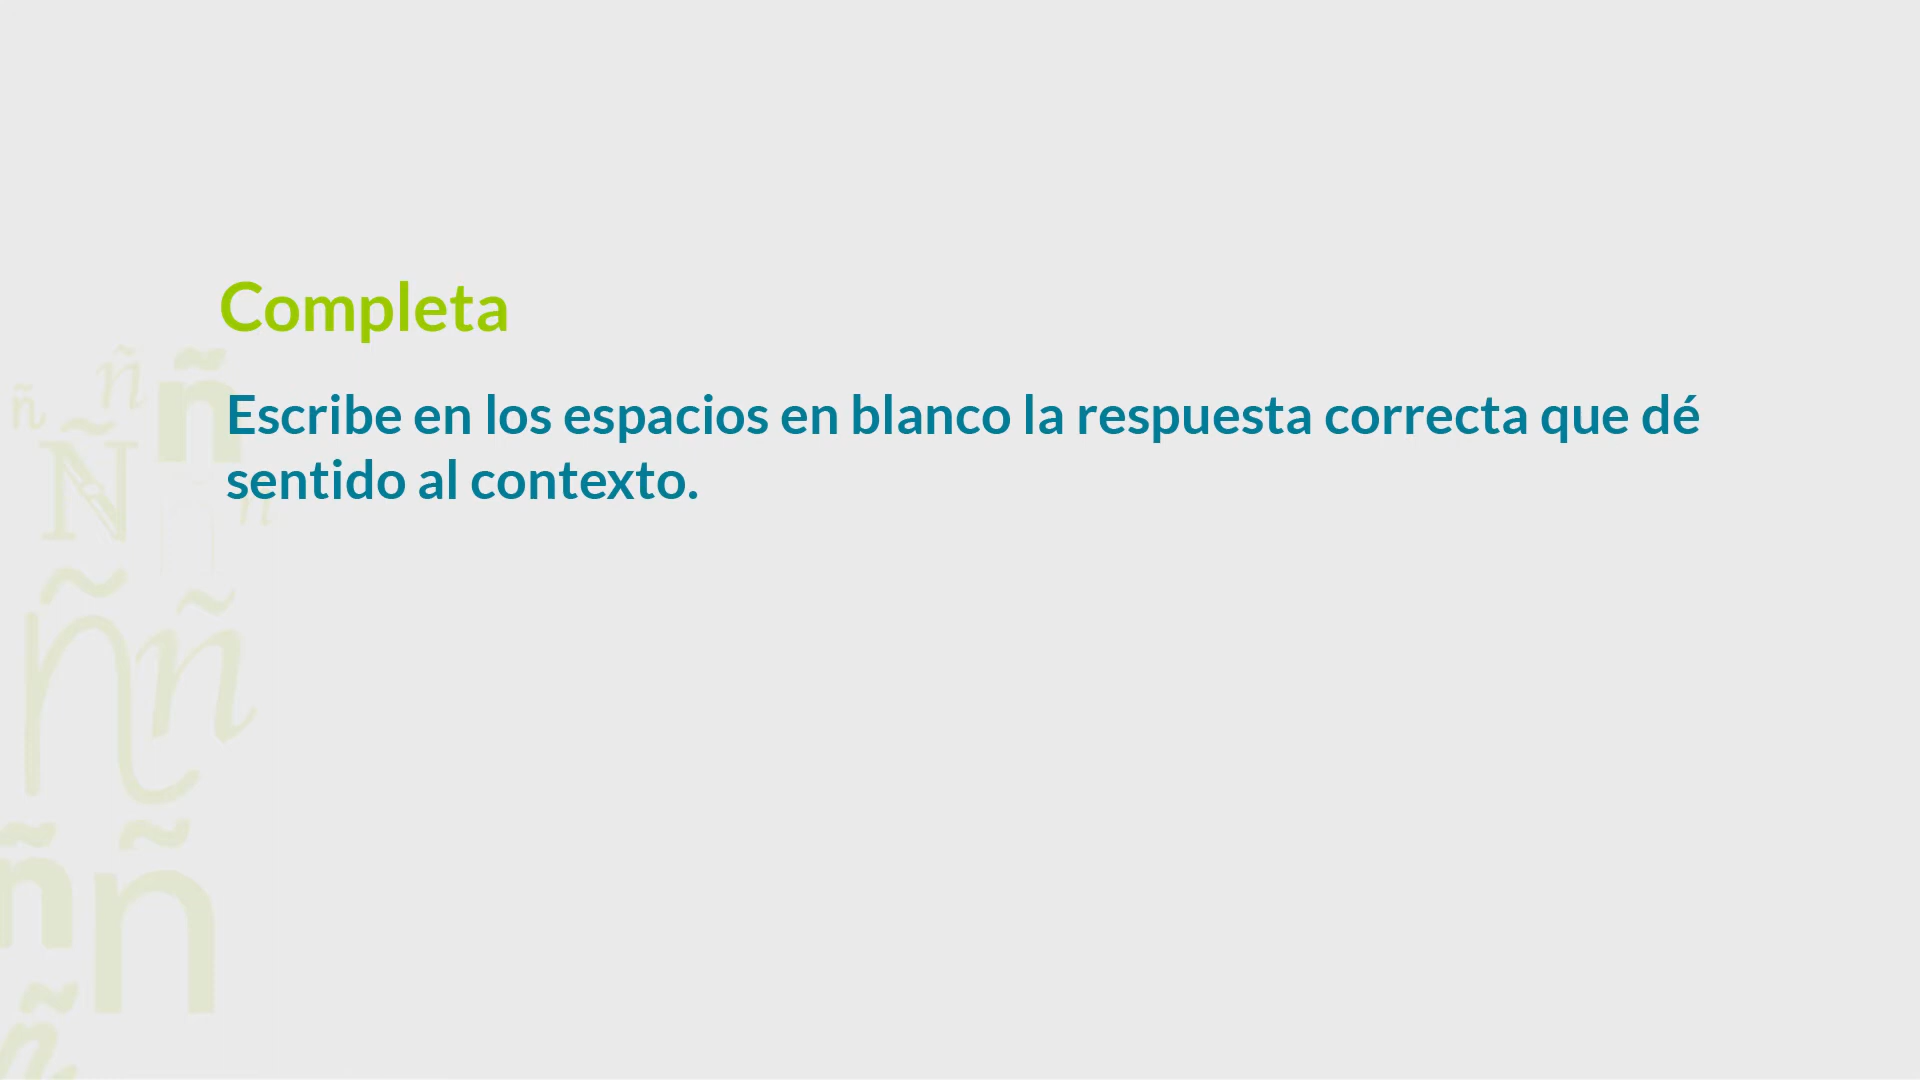 Completa
Escribe en los espacios en blanco la respuesta correcta que dé
sentido al contexto.
ñ
ñ
ñ
Ñ
ñ
ñ
ñ
ñ
ñ
ñ